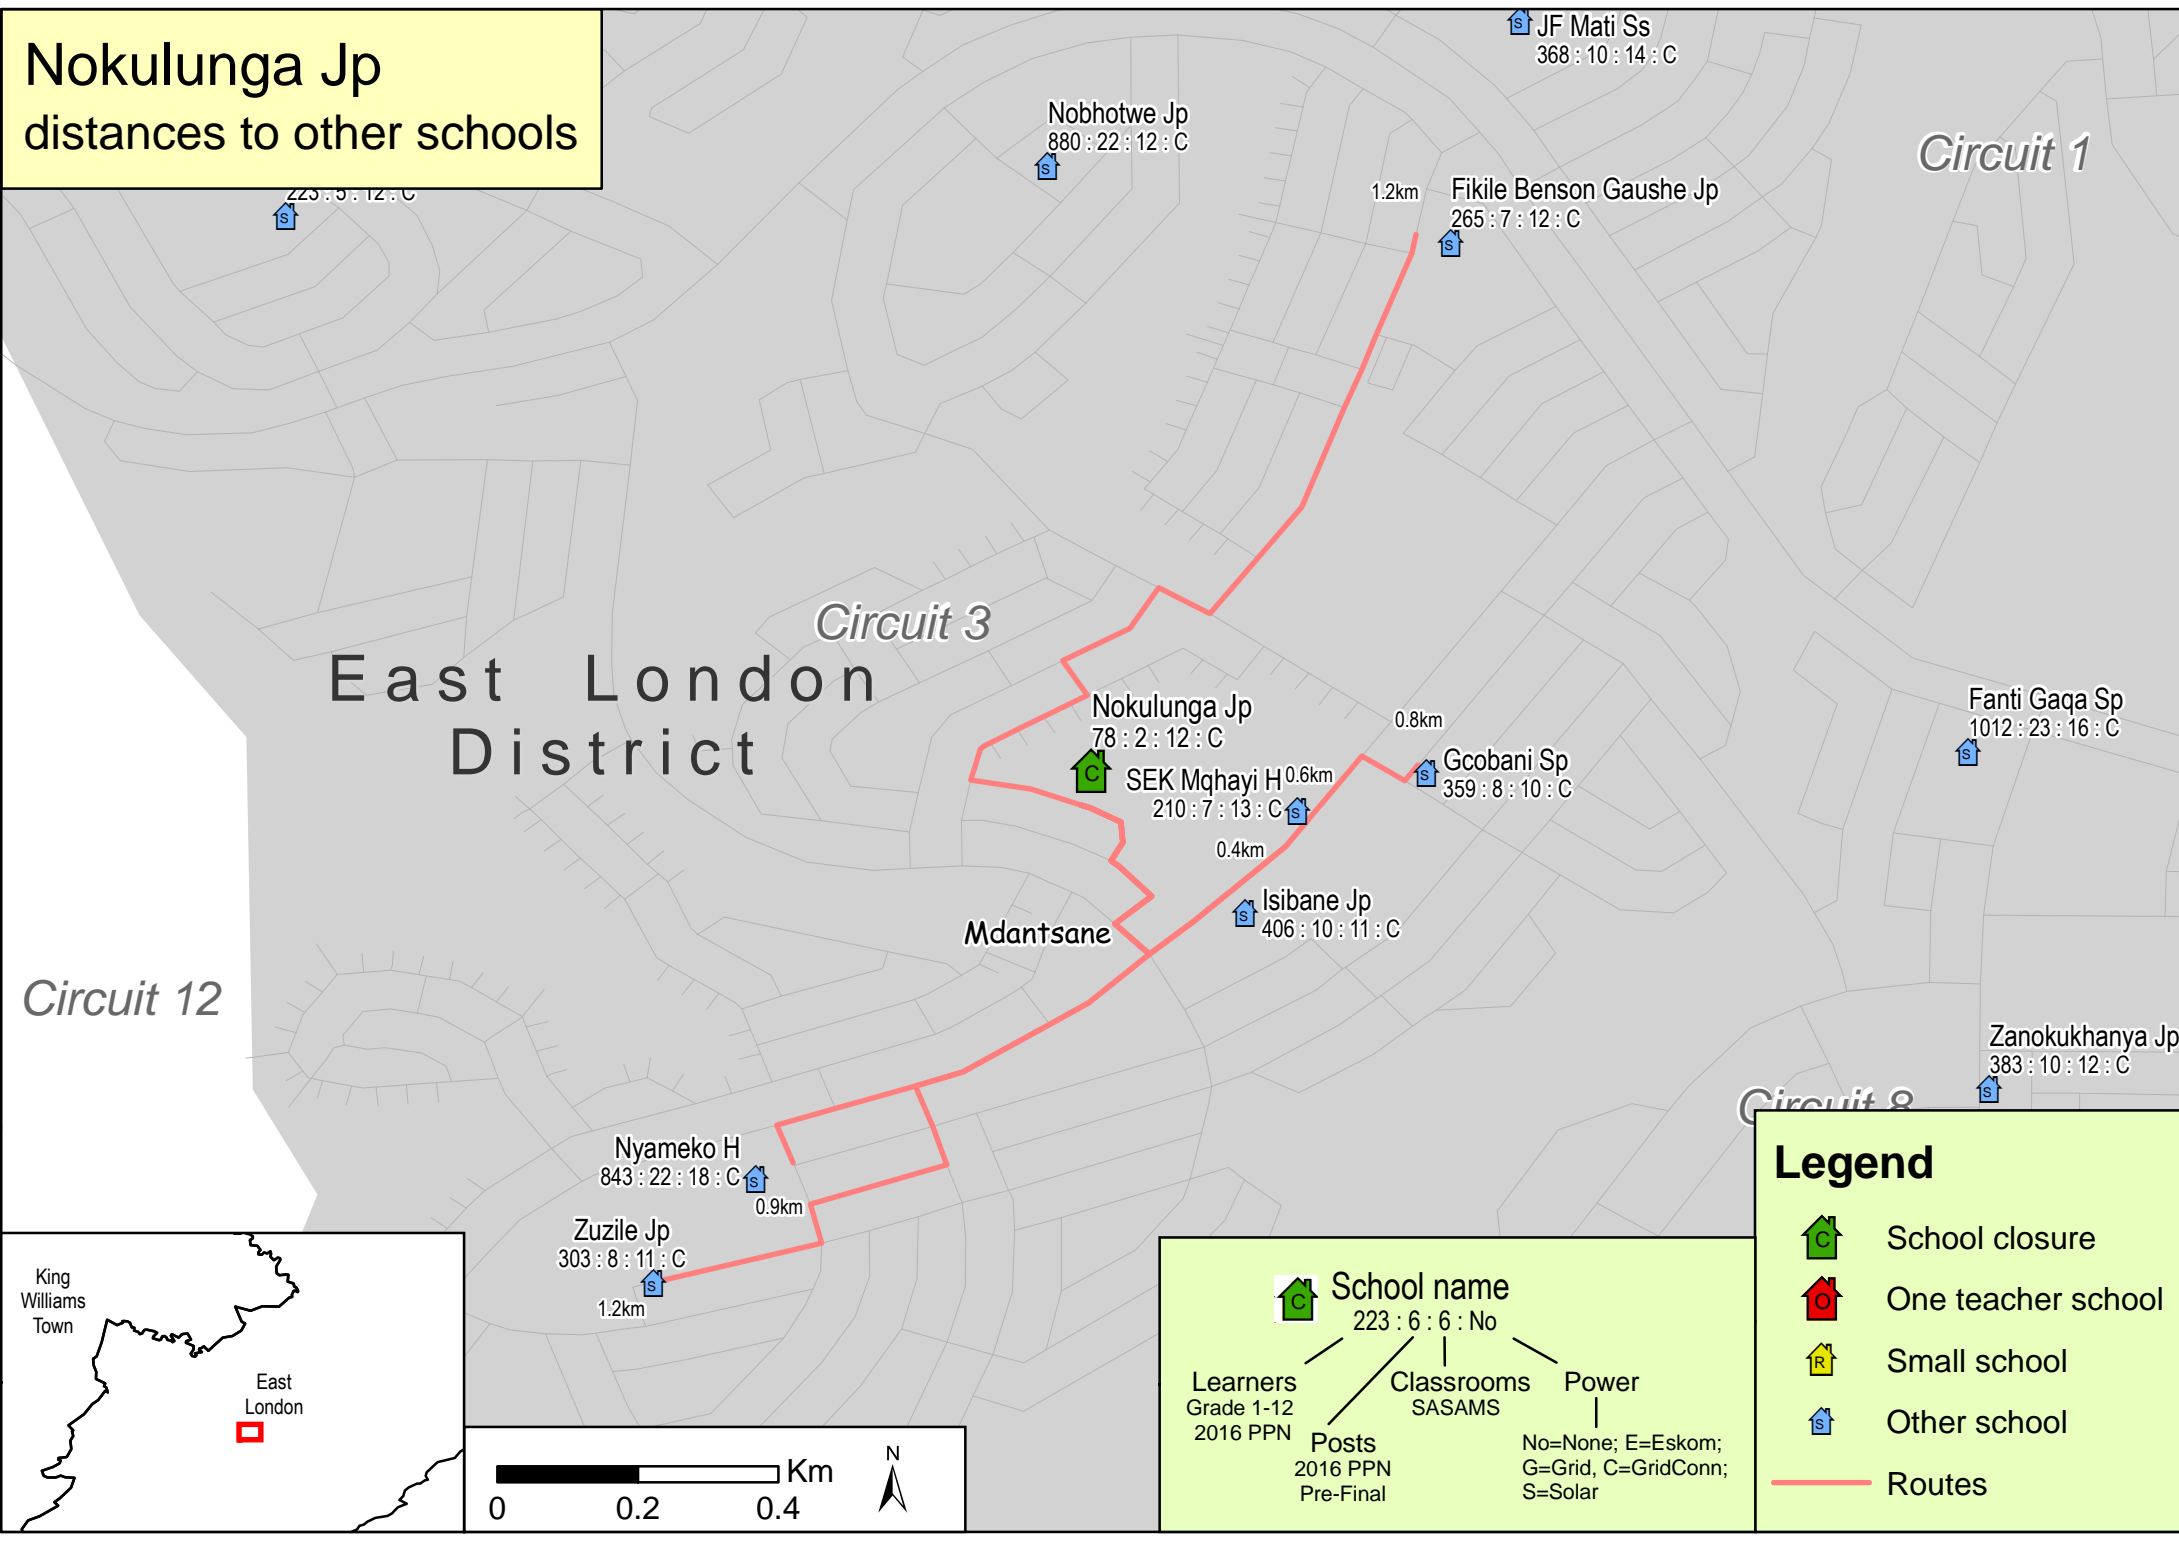 Nokulunga Jp
distances to other schools
JF Mati Ss
368 : 10 : 14 : C
Nobhotwe Jp
880 : 22 : 12 : C
Circuit 1
1.2km
Fikile Benson Gaushe Jp
265 : 7 : 12 : C
223 : 5 : 12 : C
S
S
S
S
Circuit 3
East London
District
Nokulunga Jp
78 : 2 : 12 : C
C
0.8km
Fanti Gaqa Sp
1012 : 23 : 16 : C
S
Gcobani Sp
359 : 8 : 10 : C
S
SEK Mqhayi H
0.6km
210 : 7 : 13 : C
S
0.4km
Isibane Jp
406 : 10 : 11 : C
S
Mdantsane
Circuit 12
Zanokukhanya Jp
383 : 10 : 12 : C
S
Circuit 8
Nyameko H
843 : 22 : 18 : C
S
0.9km
Zuzile Jp
303 : 8 : 11 : C
S
1.2km
King
Williams
Town
East
London
Km
0 0.2 0.4
N
C
School name
223 : 6 : 6 : No
Learners
Grade 1-12
2016 PPN
Posts
2016 PPN
Pre-Final
Classrooms
SASAMS
Power
No=None; E=Eskom;
G=Grid, C=GridConn;
S=Solar
Legend
C School closure
O One teacher school
R Small school
S Other school
Routes